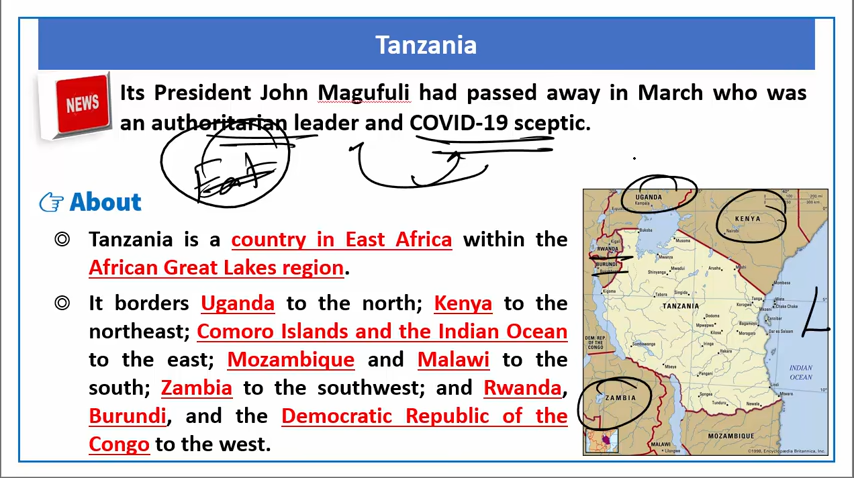 Tanzania
NEWS
Its President John Magufuli had passed away in March who was
an authoritarian leader and COVID-19 sceptic.
East
About
Tanzania is a country in East Africa within the
African Great Lakes region.
It borders Uganda to the north; Kenya to the
northeast; Comoro Islands and the Indian Ocean
to the east; Mozambique and Malawi to the
south; Zambia to the southwest; and Rwanda,
Burundi, and the Democratic Republic of the
Congo to the west.
UGANDA
KENYA
RWANDA
BURUNDI
TANZANIA
DEM. REP.
OF THE
CONGO
INDIAN
OCEAN
ZAMBIA
MALAWI
MOZAMBIQUE